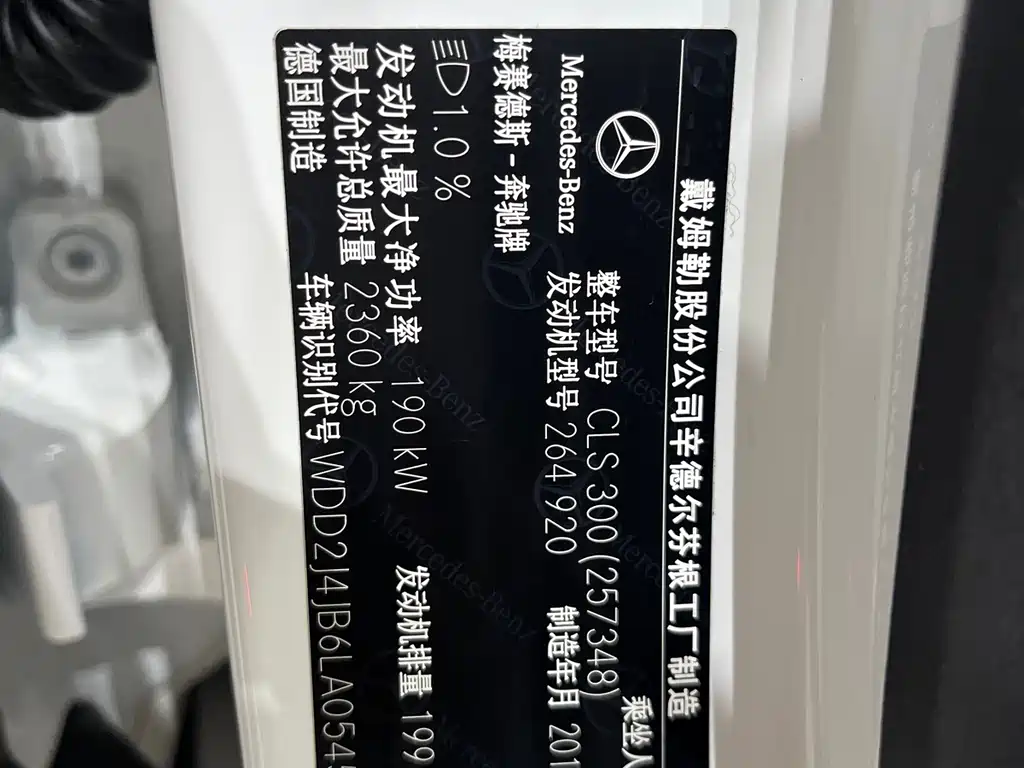 戴姆勒股份公司辛德尔芬根工厂制造
乘坐人
Mercedes-Benz
整车型号 CLS 300 (257348)
发动机型号 264 920 制造年月 201
梅赛德斯-奔驰牌
1.0 %
发动机最大净功率 190 kW 发动机排量 199
最大允许总质量 2360 kg
德国制造 车辆识别代号 WDD2J4JB6LA054